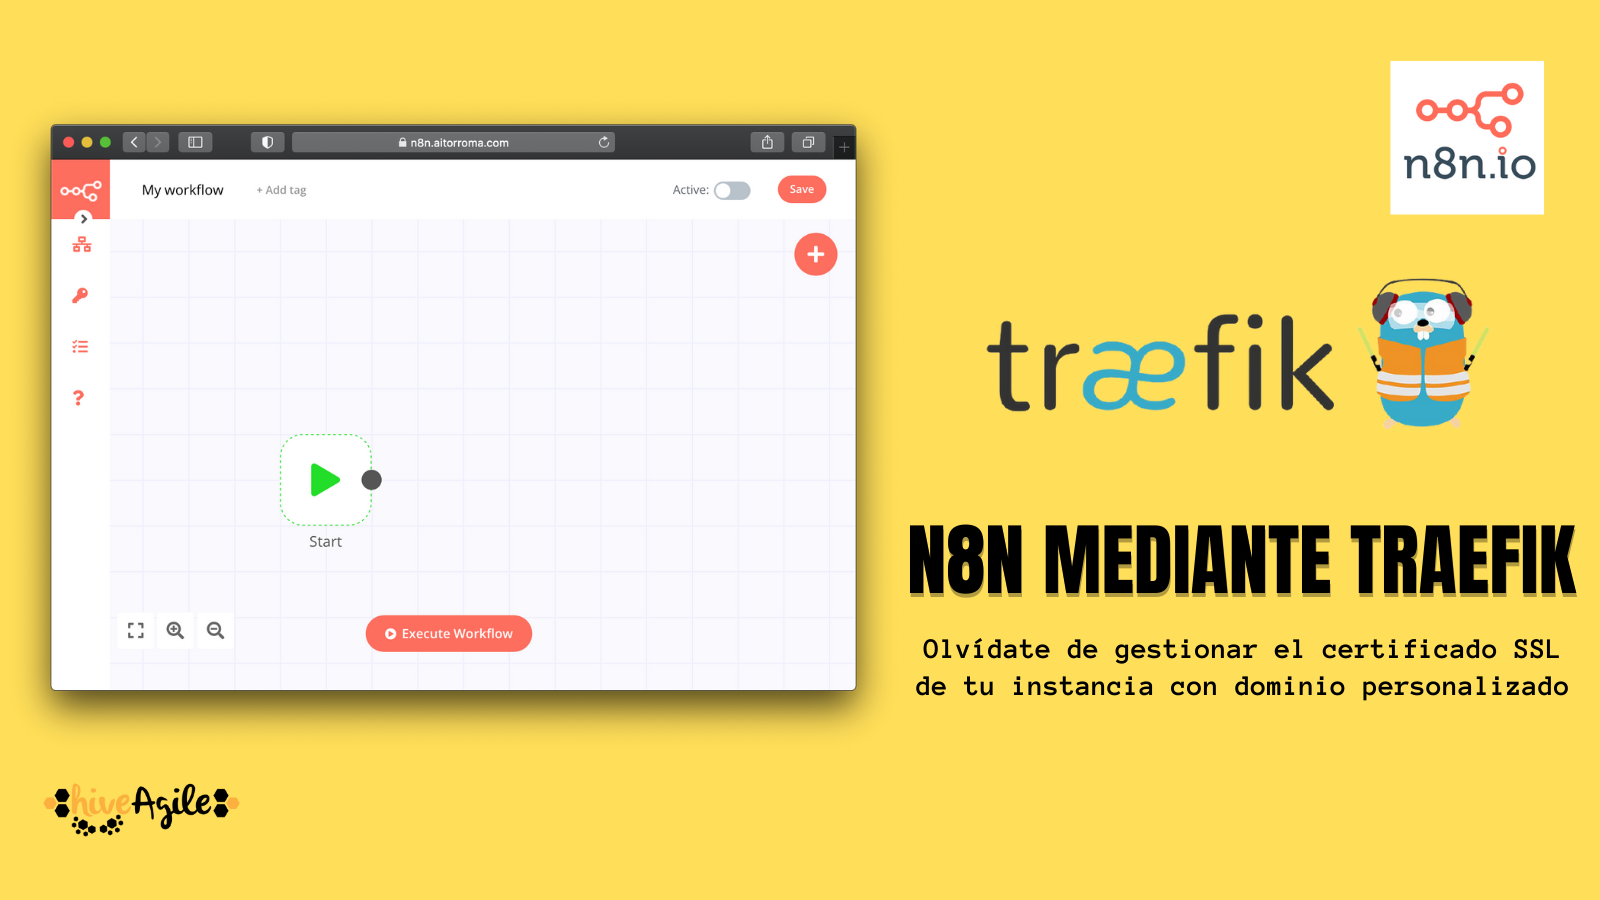 n8n.aitorroma.com
My workflow
+ Add tag
Active:
Save
Start
Execute Workflow
n8n.io
træfik
N8N MEDIANTE TRAEFIK
Olvídate de gestionar el certificado SSL
de tu instancia con dominio personalizado
hiveAgile